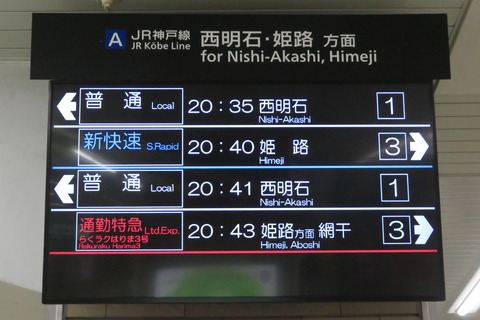 A JR神戸線 西明石・姫路 方面
JR Kōbe Line for Nishi-Akashi, Himeji
普通 Local 20:35 西明石 1
Nishi-Akashi
新快速 S.Rapid 20:40 姫路 3
Himeji
普通 Local 20:41 西明石 1
Nishi-Akashi
通勤特急 Ltd.Exp. 20:43 姫路方面 網干 3
らくラクはりま3号 Himeji, Aboshi
Rakuraku Harima3